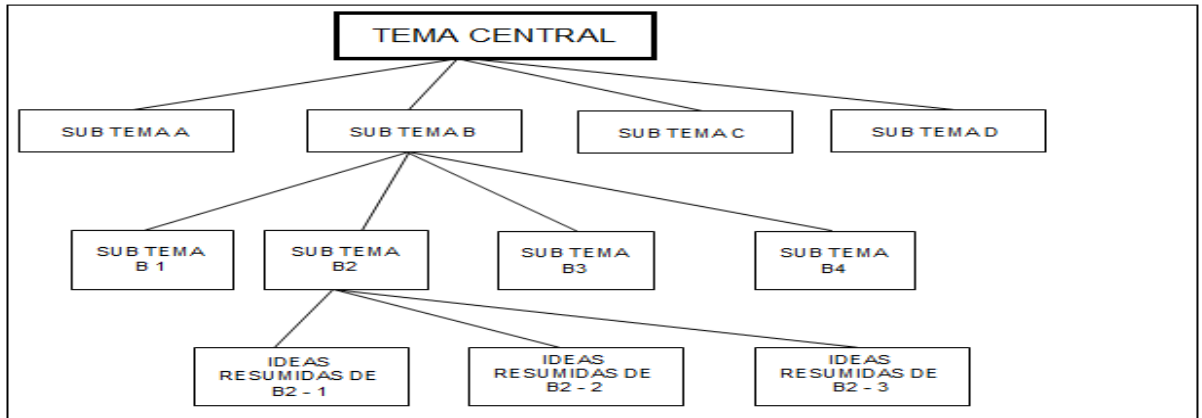 TEMA CENTRAL
SUB TEMA A
SUB TEMA B
SUB TEMA C
SUB TEMA D
SUB TEMA
B 1
SUB TEMA
B2
SUB TEMA
B3
SUB TEMA
B4
IDEAS
RESUMIDAS DE
B2 - 1
IDEAS
RESUMIDAS DE
B2 - 2
IDEAS
RESUMIDAS DE
B2 - 3